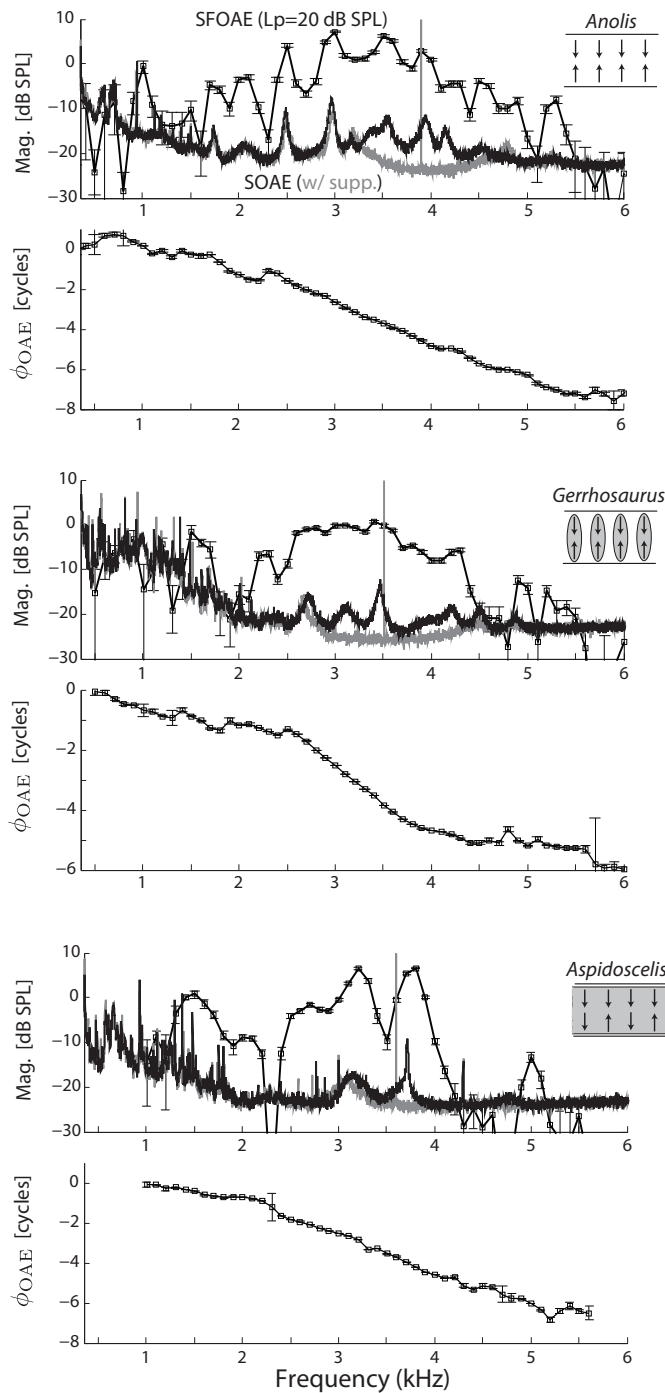 SFOAE (Lp=20 dB SPL)
Anolis
Mag. [dB SPL]
10
0
−10
−20
−30
SOAE (w/ supp.)
1 2 3 4 5 6
ϕOAE [cycles]
0
−2
−4
−6
−8
1 2 3 4 5 6
Gerrhosaurus
Mag. [dB SPL]
10
0
−10
−20
−30
1 2 3 4 5 6
ϕOAE [cycles]
0
−2
−4
−6
1 2 3 4 5 6
Aspidoscelis
Mag. [dB SPL]
10
0
−10
−20
−30
1 2 3 4 5 6
ϕOAE [cycles]
0
−2
−4
−6
−8
1 2 3 4 5 6
Frequency (kHz)